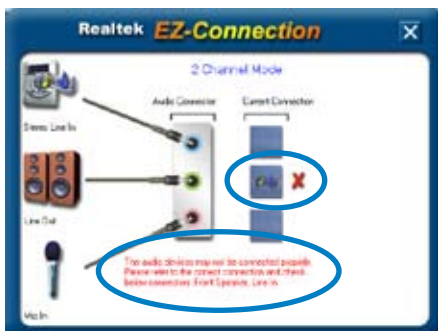 Realtek EZ-Connection
2 Channel Mode
Audio Connector
Current Connection
Stereo Line In
Line Out
Mic In
The audio devices may not be connected properly.
Please refer to the correct connection and check
below connectors: Front Speaker, Line In